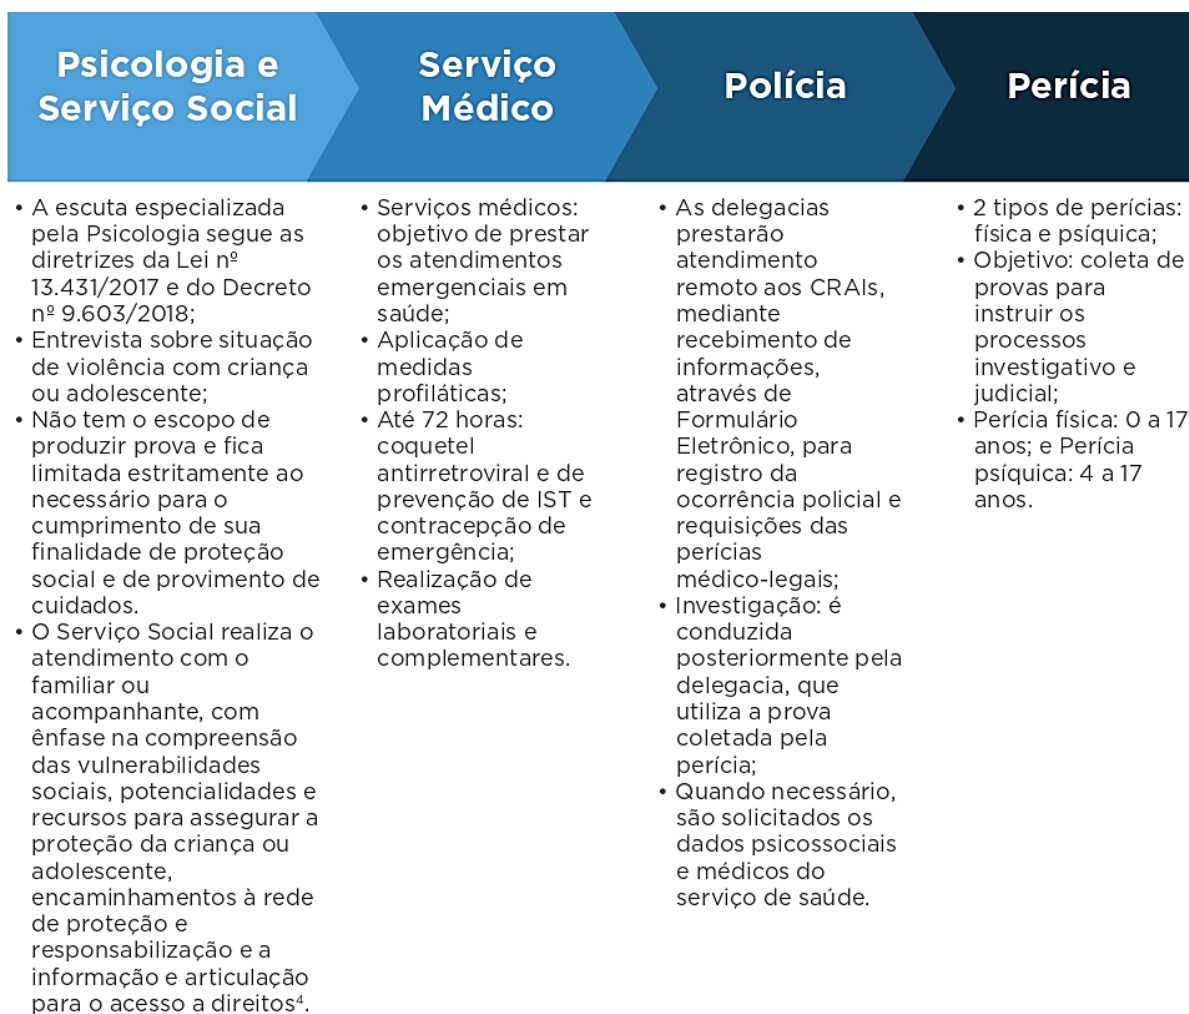 Psicologia e
Serviço Social
Serviço
Médico
Polícia
Perícia
• A escuta especializada
pela Psicologia segue as
diretrizes da Lei nº
13.431/2017 e do Decreto
nº 9.603/2018;
• Entrevista sobre situação
de violência com criança
ou adolescente;
• Não tem o escopo de
produzir prova e fica
limitada estritamente ao
necessário para o
cumprimento de sua
finalidade de proteção
social e de provimento de
cuidados.
• O Serviço Social realiza o
atendimento com o
familiar ou
acompanhante, com
ênfase na compreensão
das vulnerabilidades
sociais, potencialidades e
recursos para assegurar a
proteção da criança ou
adolescente,
encaminhamentos à rede
de proteção e
responsabilização e a
informação e articulação
para o acesso a direitos⁴.
• Serviços médicos:
objetivo de prestar
os atendimentos
emergenciais em
saúde;
• Aplicação de
medidas
profiláticas;
• Até 72 horas:
coquetel
antirretroviral e de
prevenção de IST e
contracepção de
emergência;
• Realização de
exames
laboratoriais e
complementares.
• As delegacias
prestarão
atendimento
remoto aos CRAIs,
mediante
recebimento de
informações,
através de
Formulário
Eletrônico, para
registro da
ocorrência policial e
requisições das
perícias
médico-legais;
• Investigação: é
conduzida
posteriormente pela
delegacia, que
utiliza a prova
coletada pela
perícia;
• Quando necessário,
são solicitados os
dados psicossociais
e médicos do
serviço de saúde.
• 2 tipos de perícias:
física e psíquica;
• Objetivo: coleta de
provas para
instruir os
processos
investigativo e
judicial;
• Perícia física: 0 a 17
anos; e Perícia
psíquica: 4 a 17
anos.